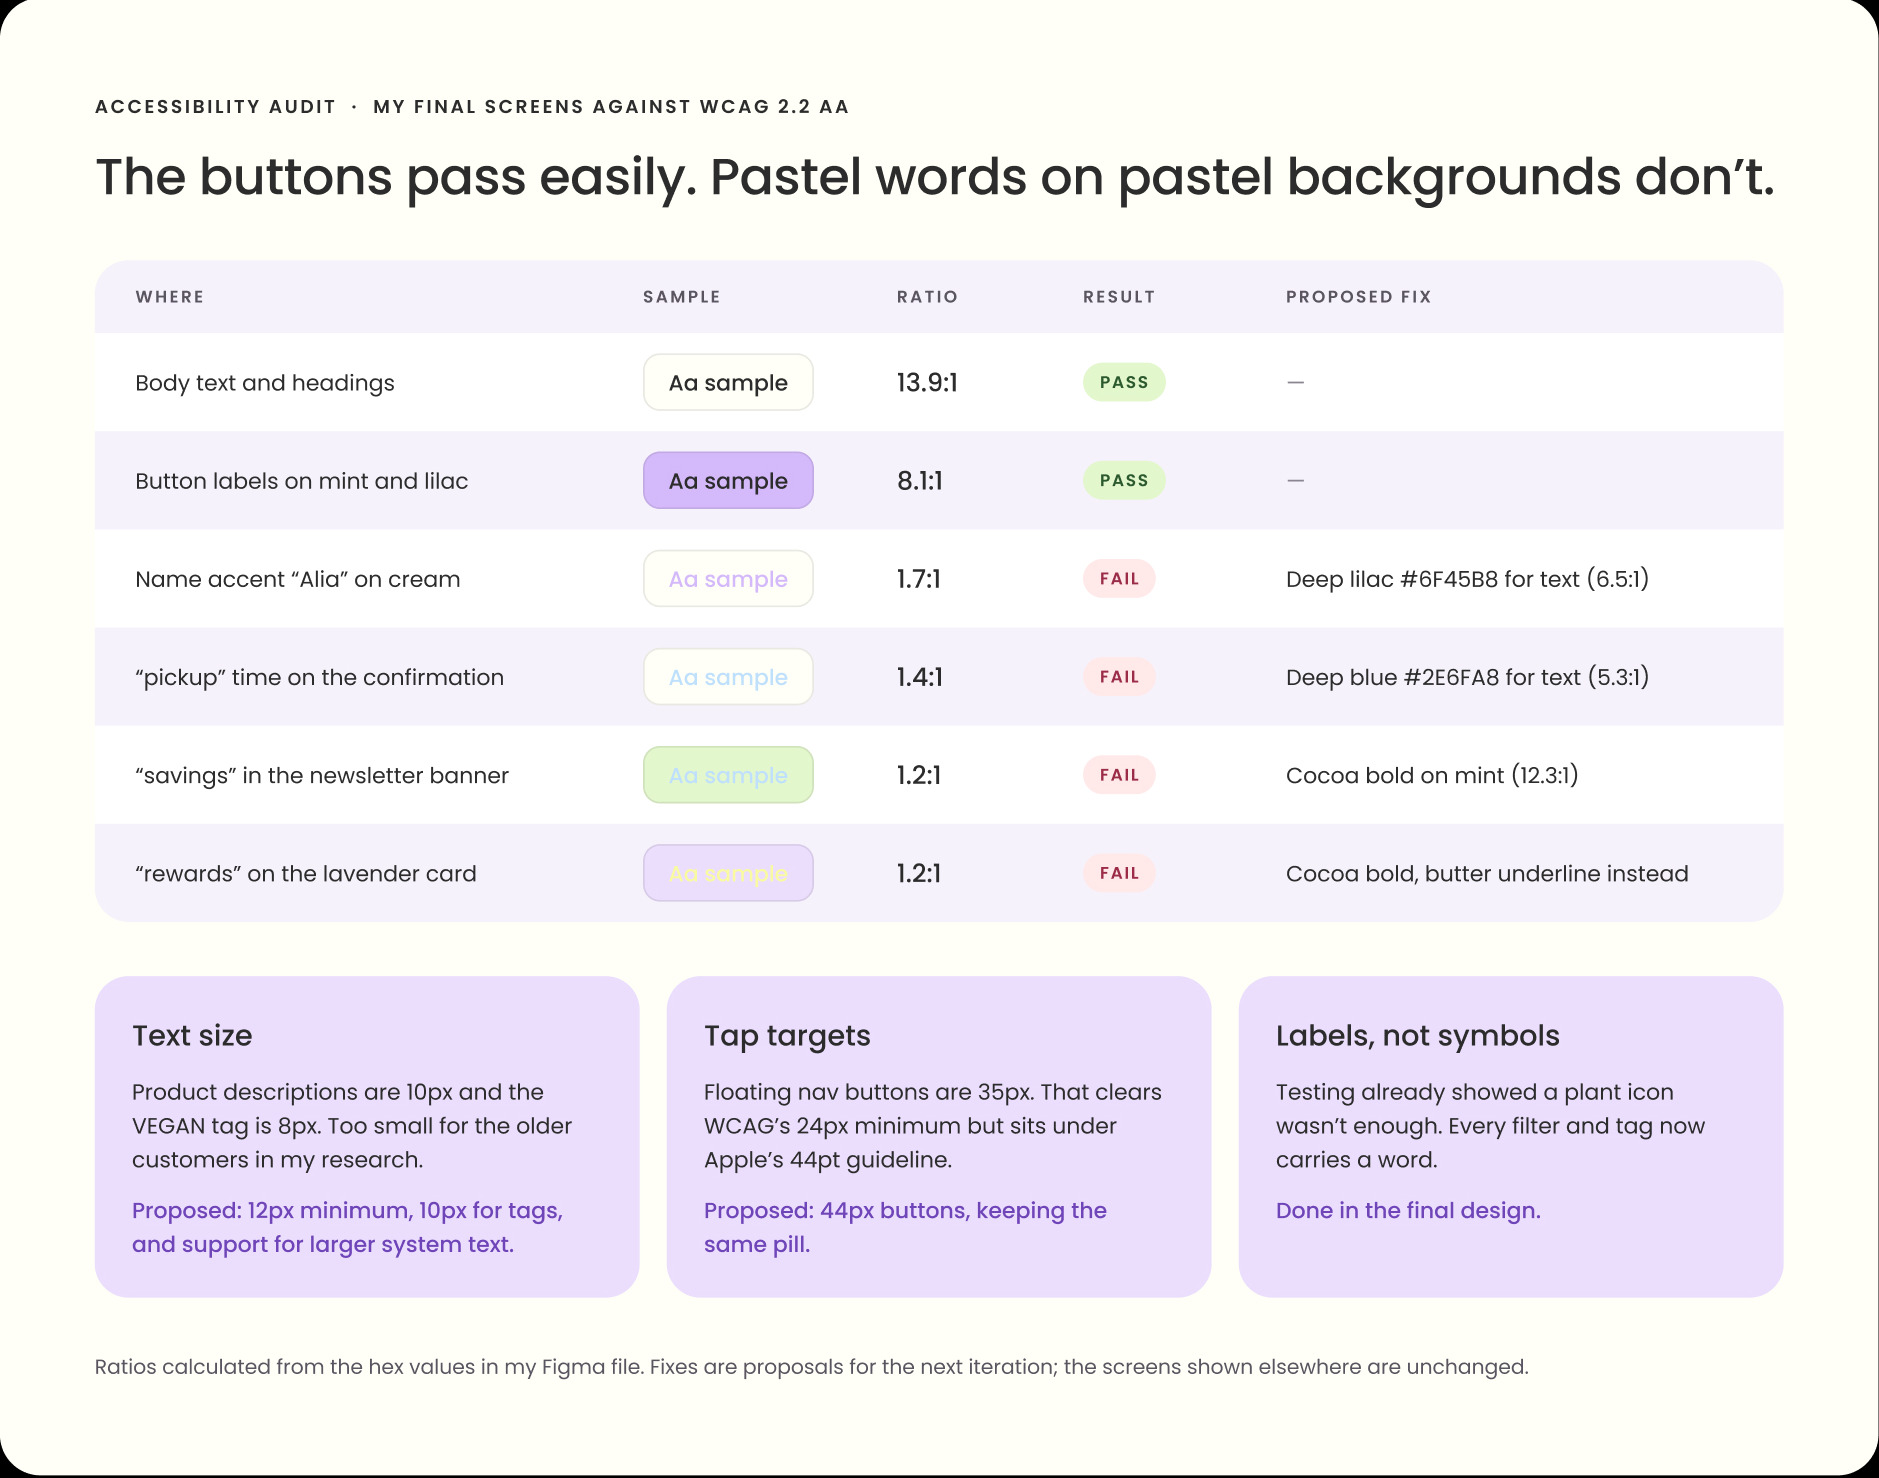 ACCESSIBILITY AUDIT · MY FINAL SCREENS AGAINST WCAG 2.2 AA
The buttons pass easily. Pastel words on pastel backgrounds don’t.
WHERE SAMPLE RATIO RESULT PROPOSED FIX
Body text and headings Aa sample 13.9:1 PASS —
Button labels on mint and lilac Aa sample 8.1:1 PASS —
Name accent “Alia” on cream Aa sample 1.7:1 FAIL Deep lilac #6F45B8 for text (6.5:1)
“pickup” time on the confirmation Aa sample 1.4:1 FAIL Deep blue #2E6FA8 for text (5.3:1)
“savings” in the newsletter banner Aa sample 1.2:1 FAIL Cocoa bold on mint (12.3:1)
“rewards” on the lavender card Aa sample 1.2:1 FAIL Cocoa bold, butter underline instead
Text size
Product descriptions are 10px and the
VEGAN tag is 8px. Too small for the older
customers in my research.
Proposed: 12px minimum, 10px for tags,
and support for larger system text.
Tap targets
Floating nav buttons are 35px. That clears
WCAG’s 24px minimum but sits under
Apple’s 44pt guideline.
Proposed: 44px buttons, keeping the
same pill.
Labels, not symbols
Testing already showed a plant icon
wasn’t enough. Every filter and tag now
carries a word.
Done in the final design.
Ratios calculated from the hex values in my Figma file. Fixes are proposals for the next iteration; the screens shown elsewhere are unchanged.